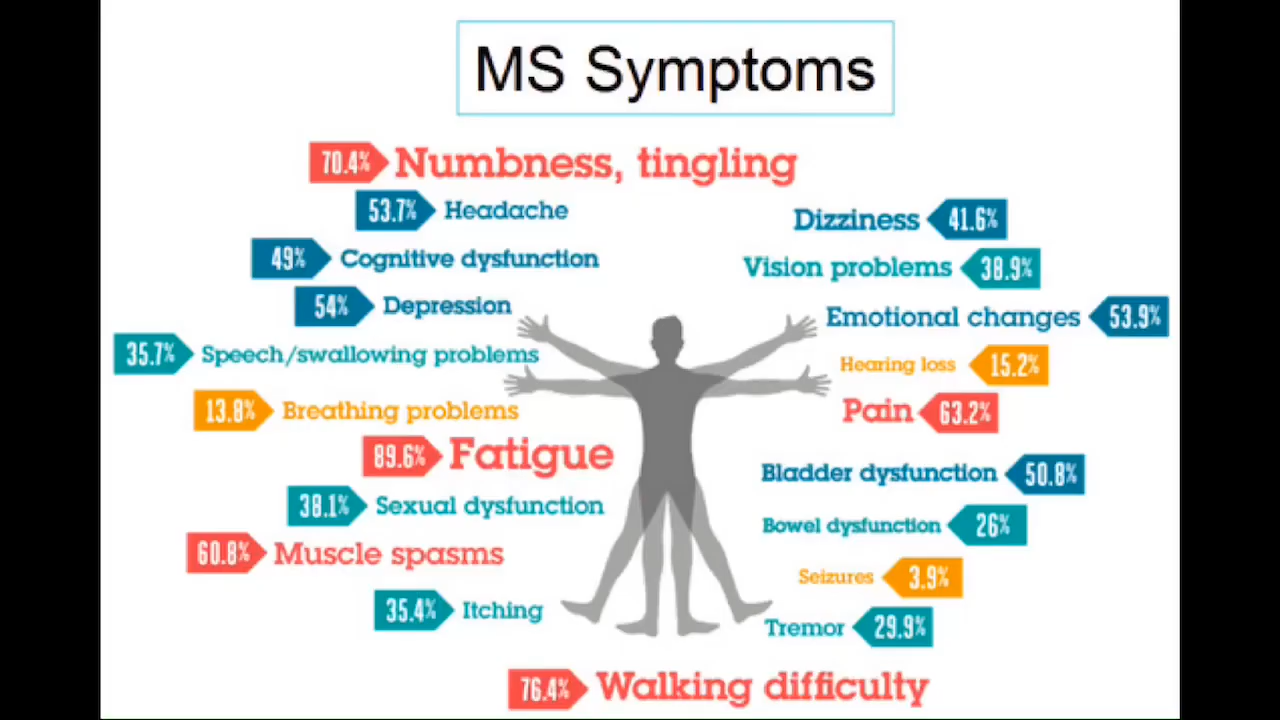 MS Symptoms
70.4% Numbness, tingling
53.7% Headache
49% Cognitive dysfunction
54% Depression
35.7% Speech/swallowing problems
13.8% Breathing problems
89.6% Fatigue
38.1% Sexual dysfunction
60.8% Muscle spasms
35.4% Itching
Dizziness 41.6%
Vision problems 38.9%
Emotional changes 53.9%
Hearing loss 15.2%
Pain 63.2%
Bladder dysfunction 50.8%
Bowel dysfunction 26%
Seizures 3.9%
Tremor 29.9%
76.4% Walking difficulty